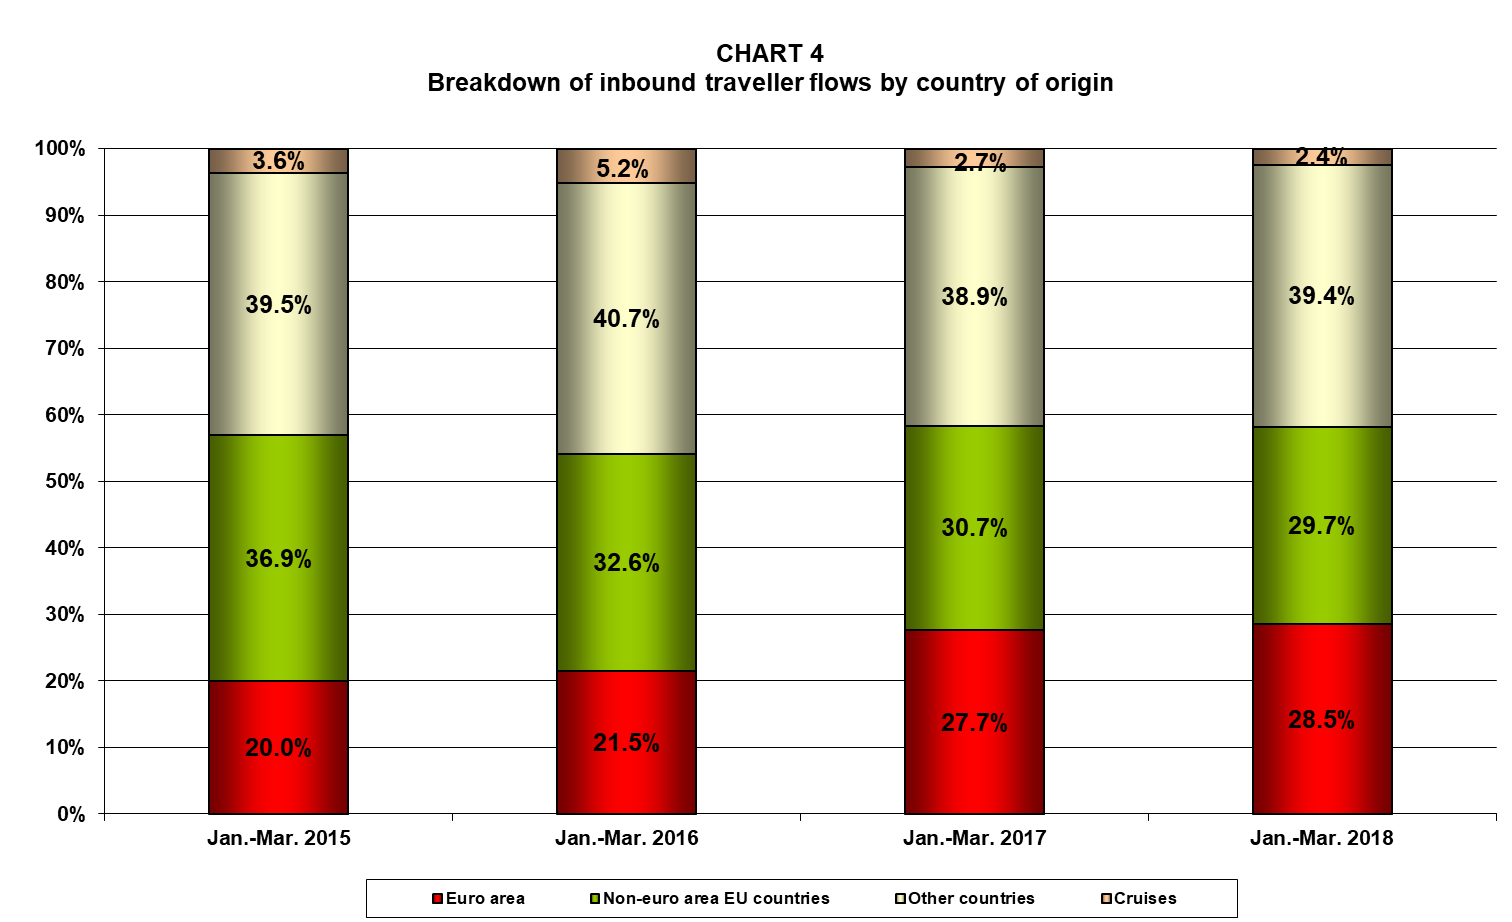 CHART 4
Breakdown of inbound traveller flows by country of origin
100%
90%
80%
70%
60%
50%
40%
30%
20%
10%
0%
3.6%
39.5%
36.9%
20.0%
5.2%
40.7%
32.6%
21.5%
2.7%
38.9%
30.7%
27.7%
2.4%
39.4%
29.7%
28.5%
Jan.-Mar. 2015
Jan.-Mar. 2016
Jan.-Mar. 2017
Jan.-Mar. 2018
Euro area
Non-euro area EU countries
Other countries
Cruises